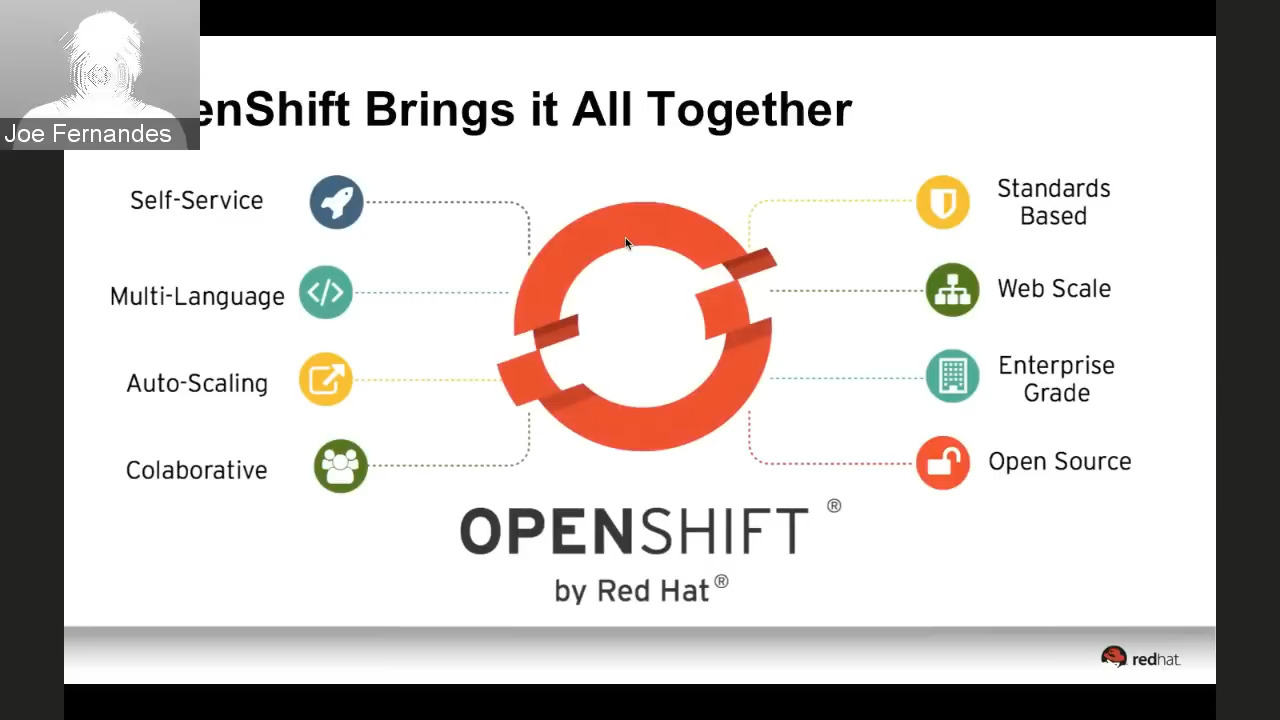 Joe Fernandes
enShift Brings it All Together
Self-Service
Multi-Language
Auto-Scaling
Colaborative
Standards
Based
Web Scale
Enterprise
Grade
Open Source
OPENSHIFT ®
by Red Hat®
redhat.